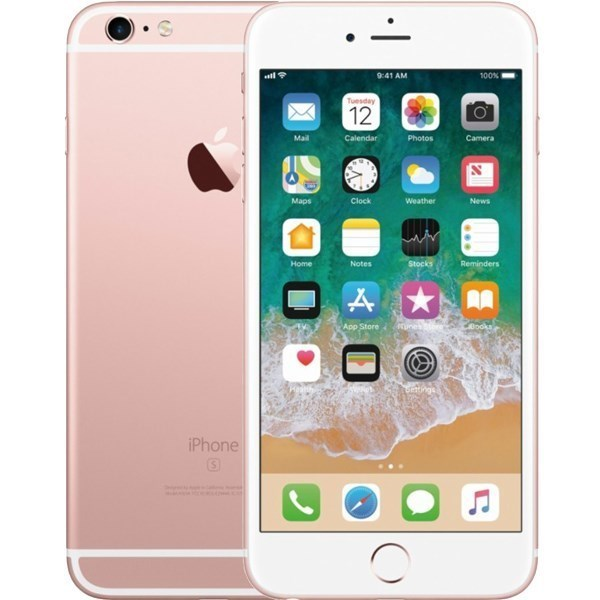 9:41 AM 100%
Tuesday
12
Mail Calendar Photos Camera
Maps Clock Weather News
Home Notes Stocks Reminders
TV App Store iTunes Store iBooks
Health Wallet Settings
iPhone
S